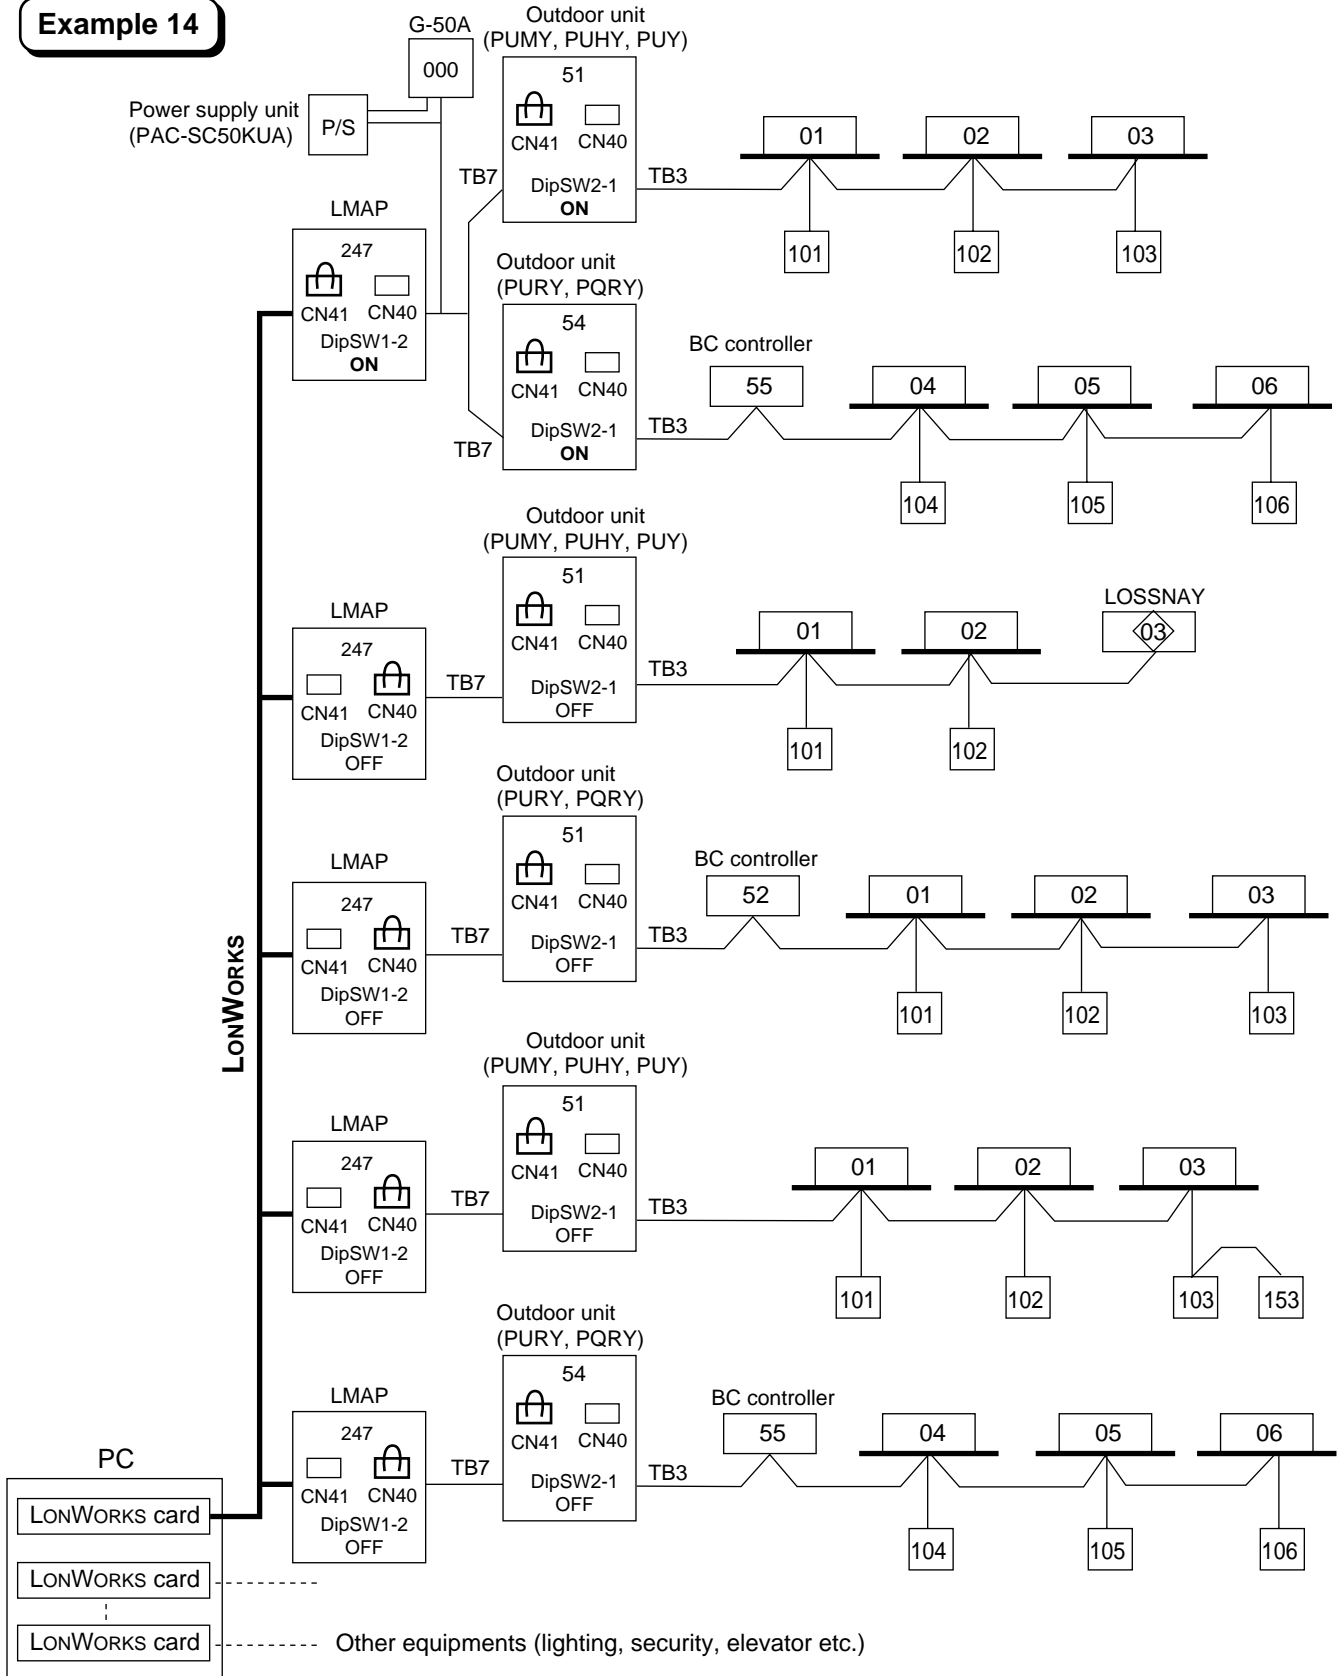 Example 14
G-50A
000
Power supply unit
(PAC-SC50KUA)
P/S
Outdoor unit
(PUMY, PUHY, PUY)
51
CN41 CN40
DipSW2-1
ON
TB7
TB3
01 02 03
101 102 103
LMAP
247
CN41 CN40
DipSW1-2
ON
Outdoor unit
(PURY, PQRY)
54
CN41 CN40
DipSW2-1
ON
TB7
TB3
BC controller
55 04 05 06
104 105 106
LMAP
247
CN41 CN40
DipSW1-2
OFF
TB7
Outdoor unit
(PUMY, PUHY, PUY)
51
CN41 CN40
DipSW2-1
OFF
TB3
LOSSNAY
01 02 03
101 102
LMAP
247
CN41 CN40
DipSW1-2
OFF
TB7
Outdoor unit
(PURY, PQRY)
51
CN41 CN40
DipSW2-1
OFF
TB3
BC controller
52 01 02 03
101 102 103
LONWORKS
LMAP
247
CN41 CN40
DipSW1-2
OFF
TB7
Outdoor unit
(PUMY, PUHY, PUY)
51
CN41 CN40
DipSW2-1
OFF
TB3
01 02 03
101 102 103 153
LMAP
247
CN41 CN40
DipSW1-2
OFF
TB7
Outdoor unit
(PURY, PQRY)
54
CN41 CN40
DipSW2-1
OFF
TB3
BC controller
55 04 05 06
104 105 106
PC
LONWORKS card
LONWORKS card
LONWORKS card
Other equipments (lighting, security, elevator etc.)